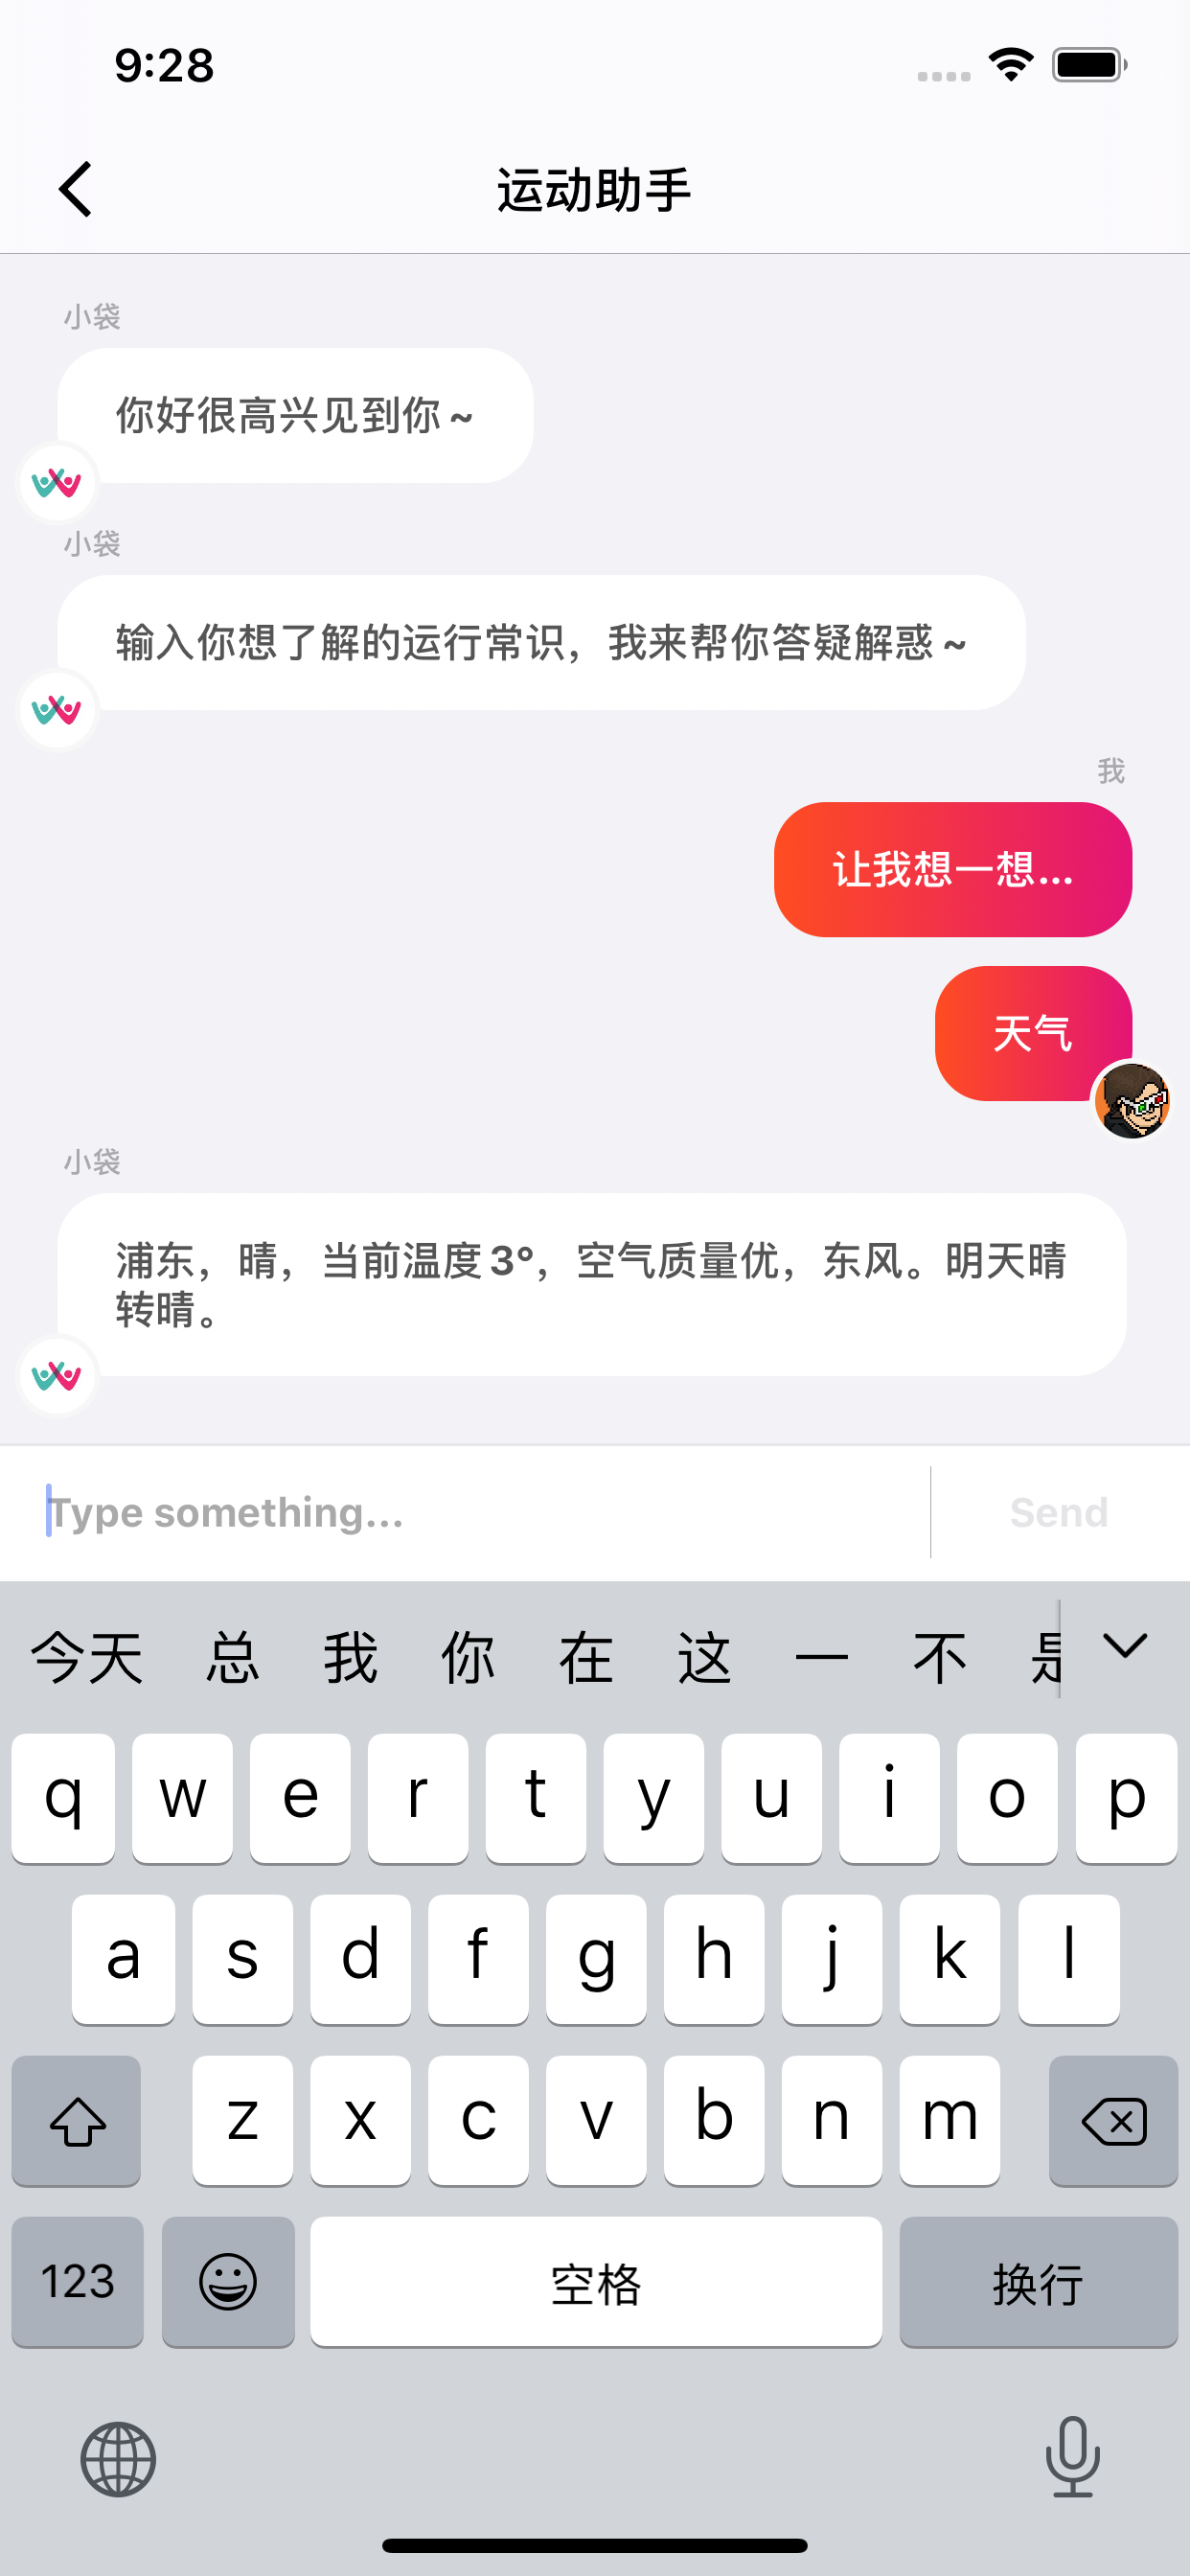 9:28
运动助手
小袋
你好很高兴见到你~
小袋
输入你想了解的运行常识，我来帮你答疑解惑~
我
让我想一想...
天气
小袋
浦东，晴，当前温度3°，空气质量优，东风。明天晴
转晴。
Type something...
Send
今天 总 我 你 在 这 一 不 是
q w e r t y u i o p
a s d f g h j k l
z x c v b n m
123 空格 换行